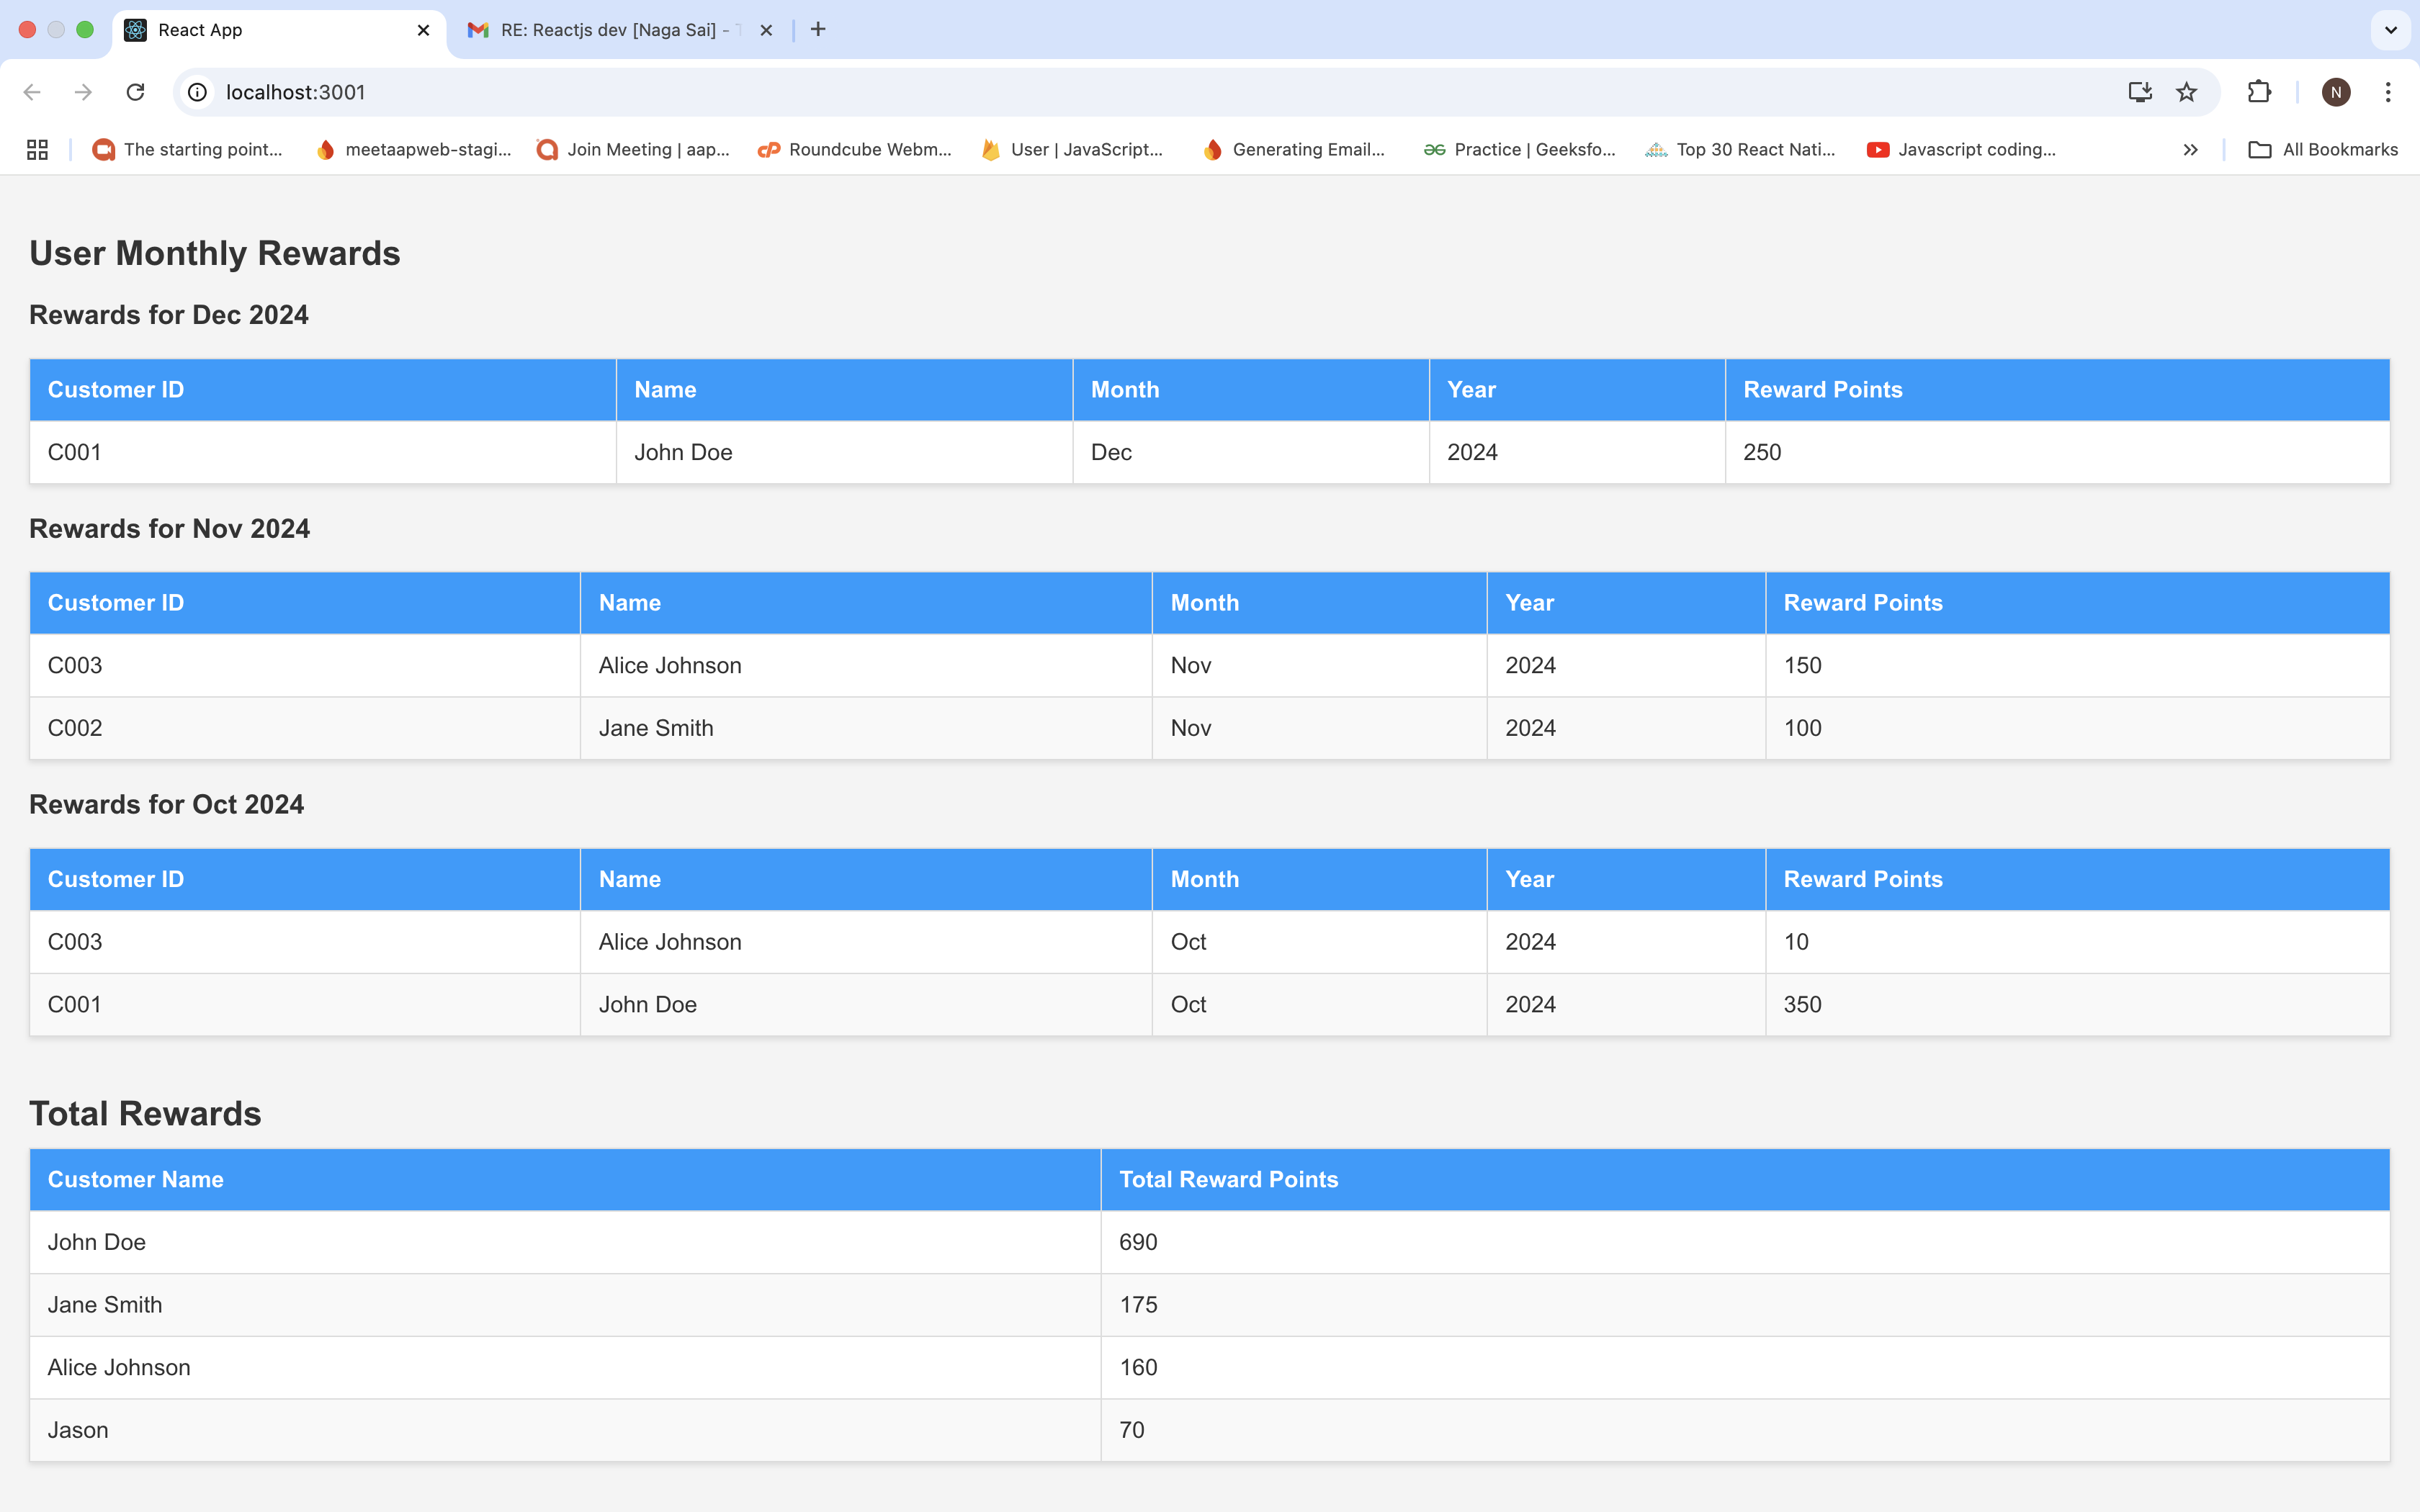 React App
RE: Reactjs dev [Naga Sai] -
localhost:3001
N
The starting point... meetaapweb-stagi... Join Meeting | aap... Roundcube Webm... User | JavaScript... Generating Email... Practice | Geeksfo... Top 30 React Nati... Javascript coding... All Bookmarks
User Monthly Rewards
Rewards for Dec 2024
Customer ID Name Month Year Reward Points
C001 John Doe Dec 2024 250
Rewards for Nov 2024
Customer ID Name Month Year Reward Points
C003 Alice Johnson Nov 2024 150
C002 Jane Smith Nov 2024 100
Rewards for Oct 2024
Customer ID Name Month Year Reward Points
C003 Alice Johnson Oct 2024 10
C001 John Doe Oct 2024 350
Total Rewards
Customer Name Total Reward Points
John Doe 690
Jane Smith 175
Alice Johnson 160
Jason 70